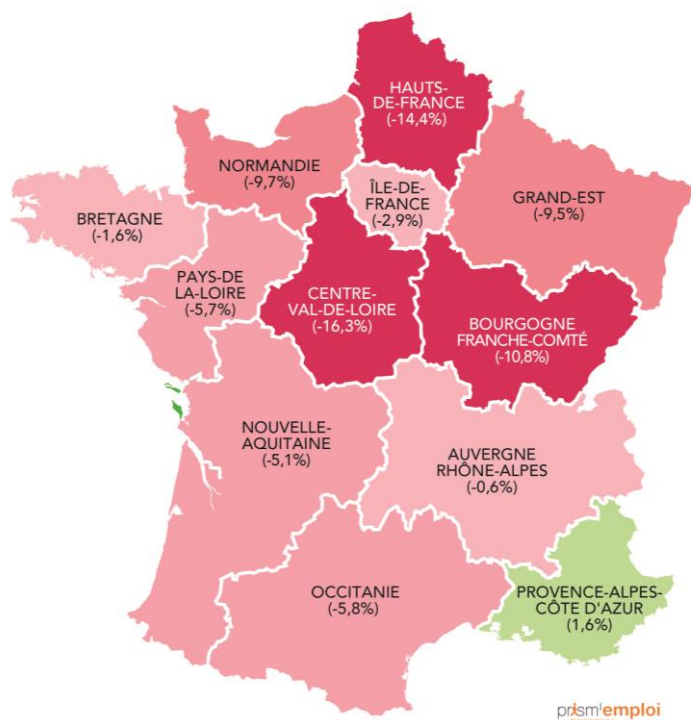 HAUTS-
DE-FRANCE
(-14,4%)
NORMANDIE
(-9,7%)
ÎLE-DE-
FRANCE
(-2,9%)
GRAND-EST
(-9,5%)
BRETAGNE
(-1,6%)
PAYS-DE
LA-LOIRE
(-5,7%)
CENTRE-
VAL-DE-LOIRE
(-16,3%)
BOURGOGNE
FRANCHE-COMTÉ
(-10,8%)
NOUVELLE-
AQUITAINE
(-5,1%)
AUVERGNE
RHÔNE-ALPES
(-0,6%)
OCCITANIE
(-5,8%)
PROVENCE-ALPES-
CÔTE D'AZUR
(1,6%)
prism'emploi